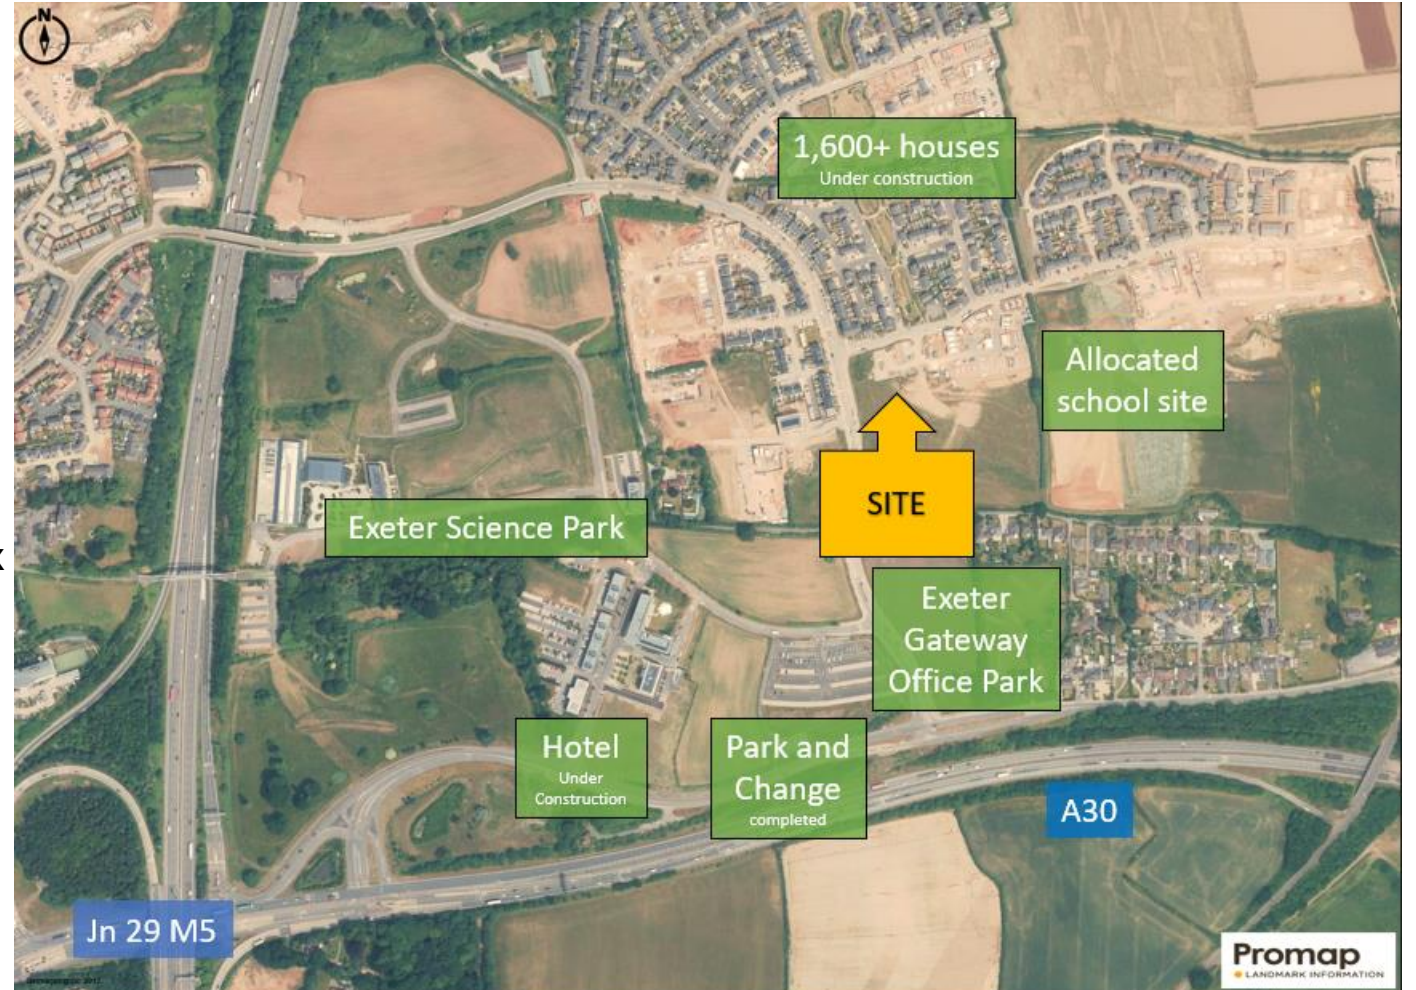 N
1,600+ houses
Under construction
Allocated
school site
SITE
Exeter Science Park
x
Exeter
Gateway
Office Park
Hotel
Under
Construction
Park and
Change
completed
A30
Jn 29 M5
Promap
LANDMARK INFORMATION